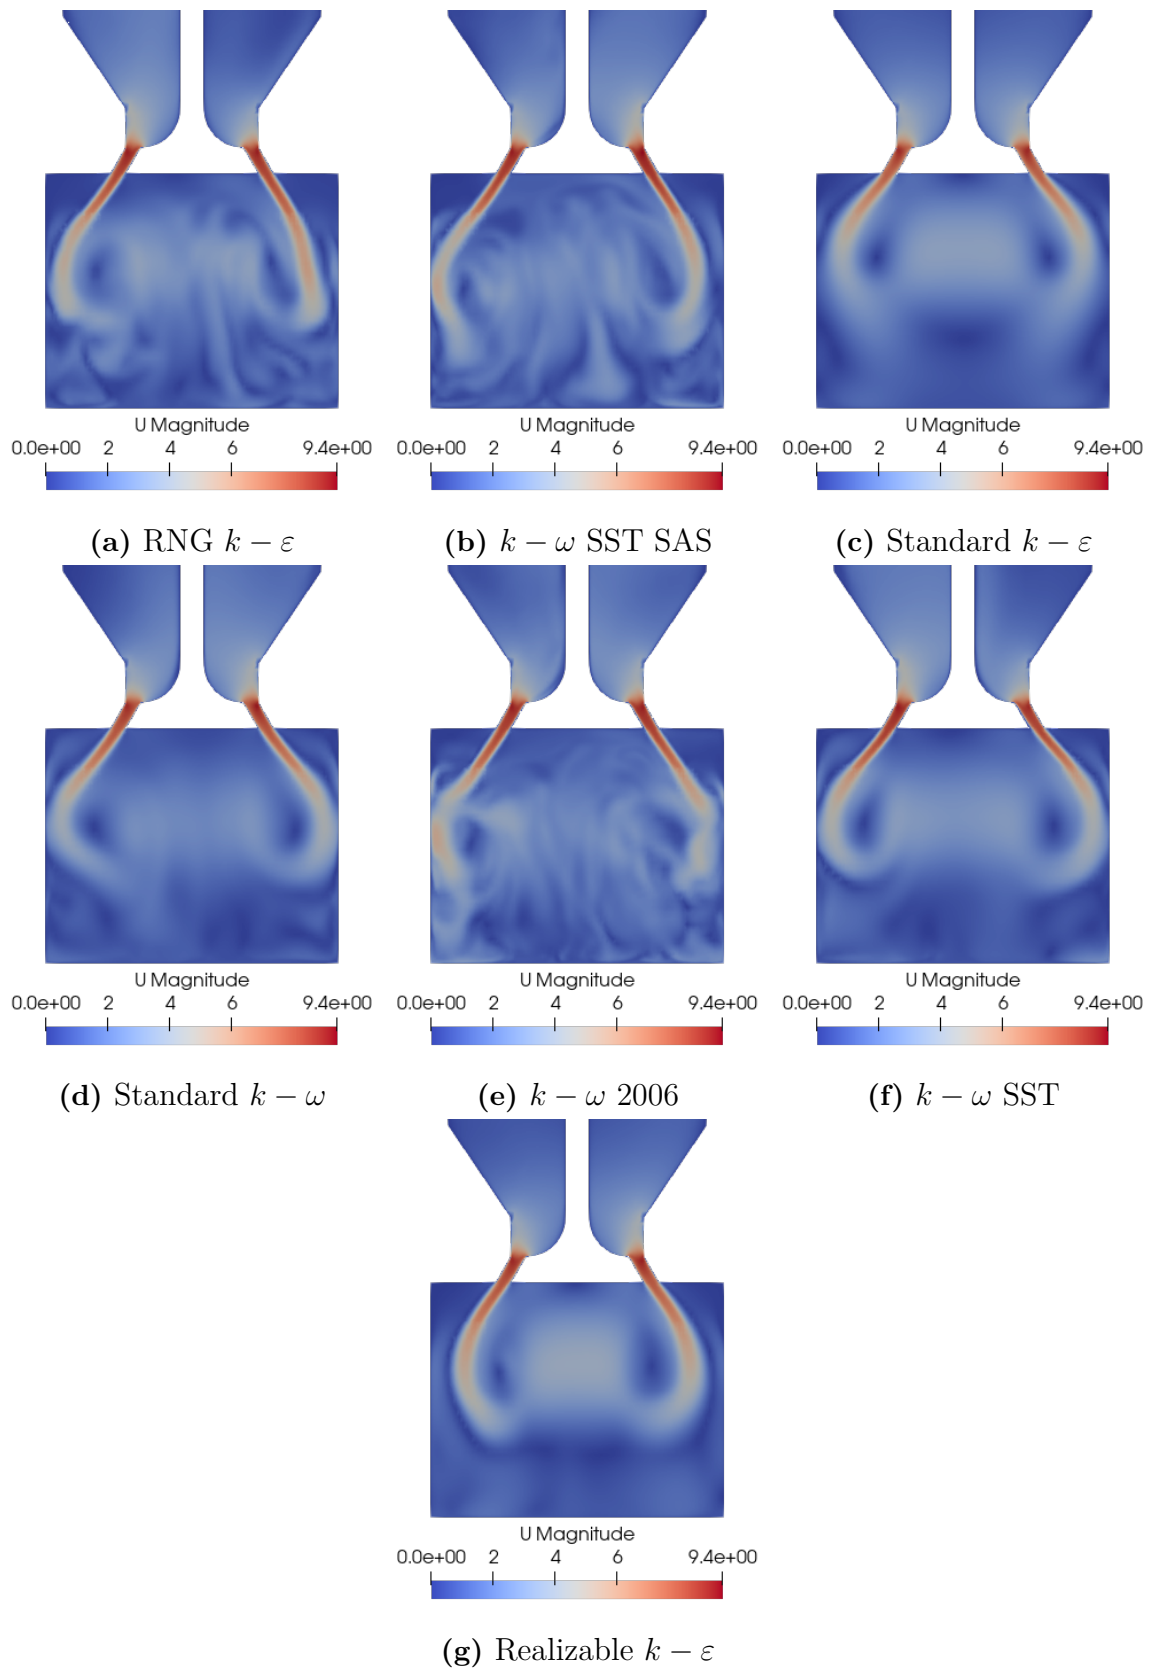 U Magnitude U Magnitude U Magnitude
0.0e+00 2 4 6 9.4e+00 0.0e+00 2 4 6 9.4e+00 0.0e+00 2 4 6 9.4e+00
(a) RNG k − ε (b) k − ω SST SAS (c) Standard k − ε
U Magnitude U Magnitude U Magnitude
0.0e+00 2 4 6 9.4e+00 0.0e+00 2 4 6 9.4e+00 0.0e+00 2 4 6 9.4e+00
(d) Standard k − ω (e) k − ω 2006 (f) k − ω SST
U Magnitude
0.0e+00 2 4 6 9.4e+00
(g) Realizable k − ε